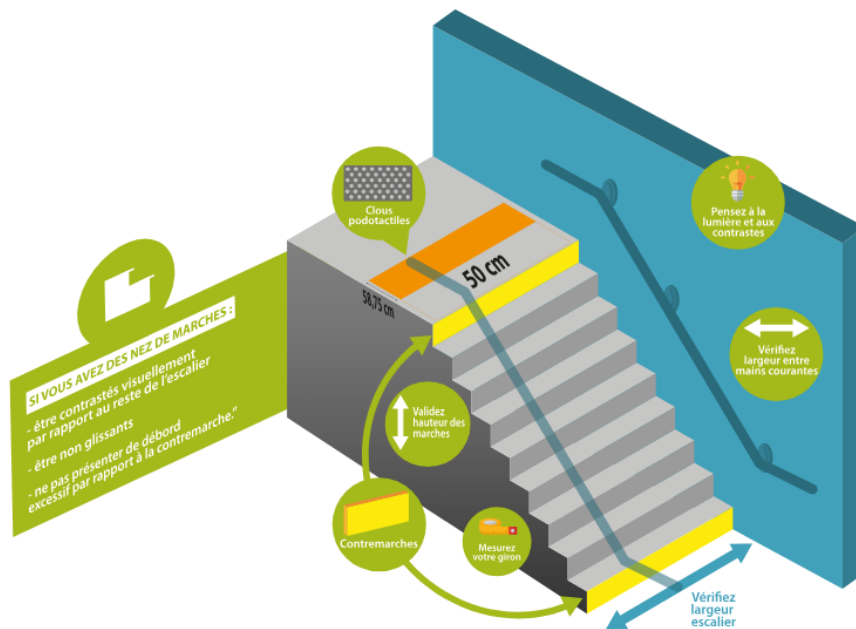 Clous
podotactiles
Pensez à la
lumière et aux
contrastes
50 cm
58,75 cm
SI VOUS AVEZ DES NEZ DE MARCHES :
- être contrastés visuellement
par rapport au reste de l'escalier
- être non glissants
- ne pas présenter de débord
excessif par rapport à la contremarche."
Vérifiez
largeur entre
mains courantes
Validez
hauteur des
marches
Contremarches
Mesurez
votre giron
Vérifiez
largeur
escalier